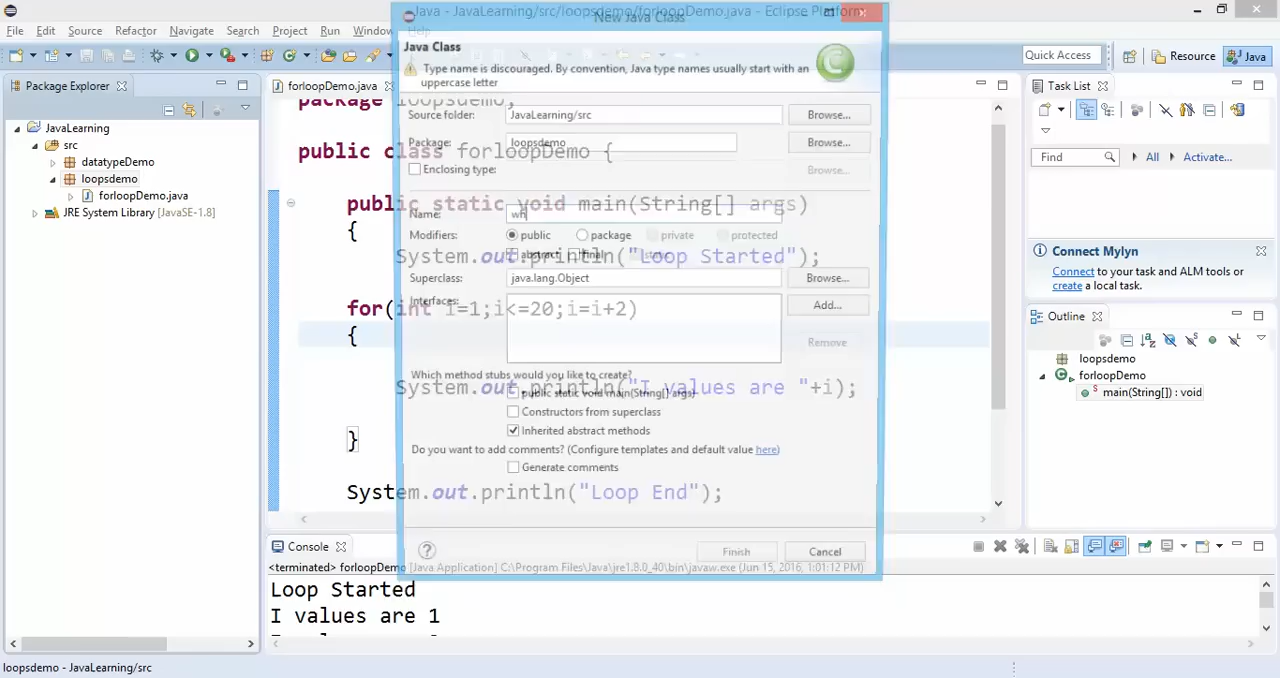 Java - JavaLearning/src/loopsdemo/forloopDemo.java - Eclipse Platform
New Java Class
File Edit Source Refactor Navigate Search Project Run Window Help
Quick Access
Resource
Java
Package Explorer
JavaLearning
src
datatypeDemo
loopsdemo
forloopDemo.java
JRE System Library [JavaSE-1.8]
forloopDemo.java
package loopsdemo;
public class forloopDemo {
public static void main(String[] args)
{
System.out.println("Loop Started");
for(int i=1;i<=20;i=i+2)
{
System.out.println("I values are "+i);
}
System.out.println("Loop End");
Java Class
Type name is discouraged. By convention, Java type names usually start with an
uppercase letter
Source folder: JavaLearning/src Browse...
Package: loopsdemo Browse...
Enclosing type: Browse...
Name: wh
Modifiers: public package private protected
abstract final
Superclass: java.lang.Object Browse...
Interfaces: Add...
Remove
Which method stubs would you like to create?
public static void main(String[] args)
Constructors from superclass
Inherited abstract methods
Do you want to add comments? (Configure templates and default value here)
Generate comments
Finish Cancel
Task List
Find All Activate...
Connect Mylyn
Connect to your task and ALM tools or
create a local task.
Outline
loopsdemo
forloopDemo
S main(String[]) : void
Console
<terminated> forloopDemo [Java Application] C:\Program Files\Java\jre1.8.0_40\bin\javaw.exe (Jun 15, 2016, 1:01:12 PM)
Loop Started
I values are 1
loopsdemo - JavaLearning/src